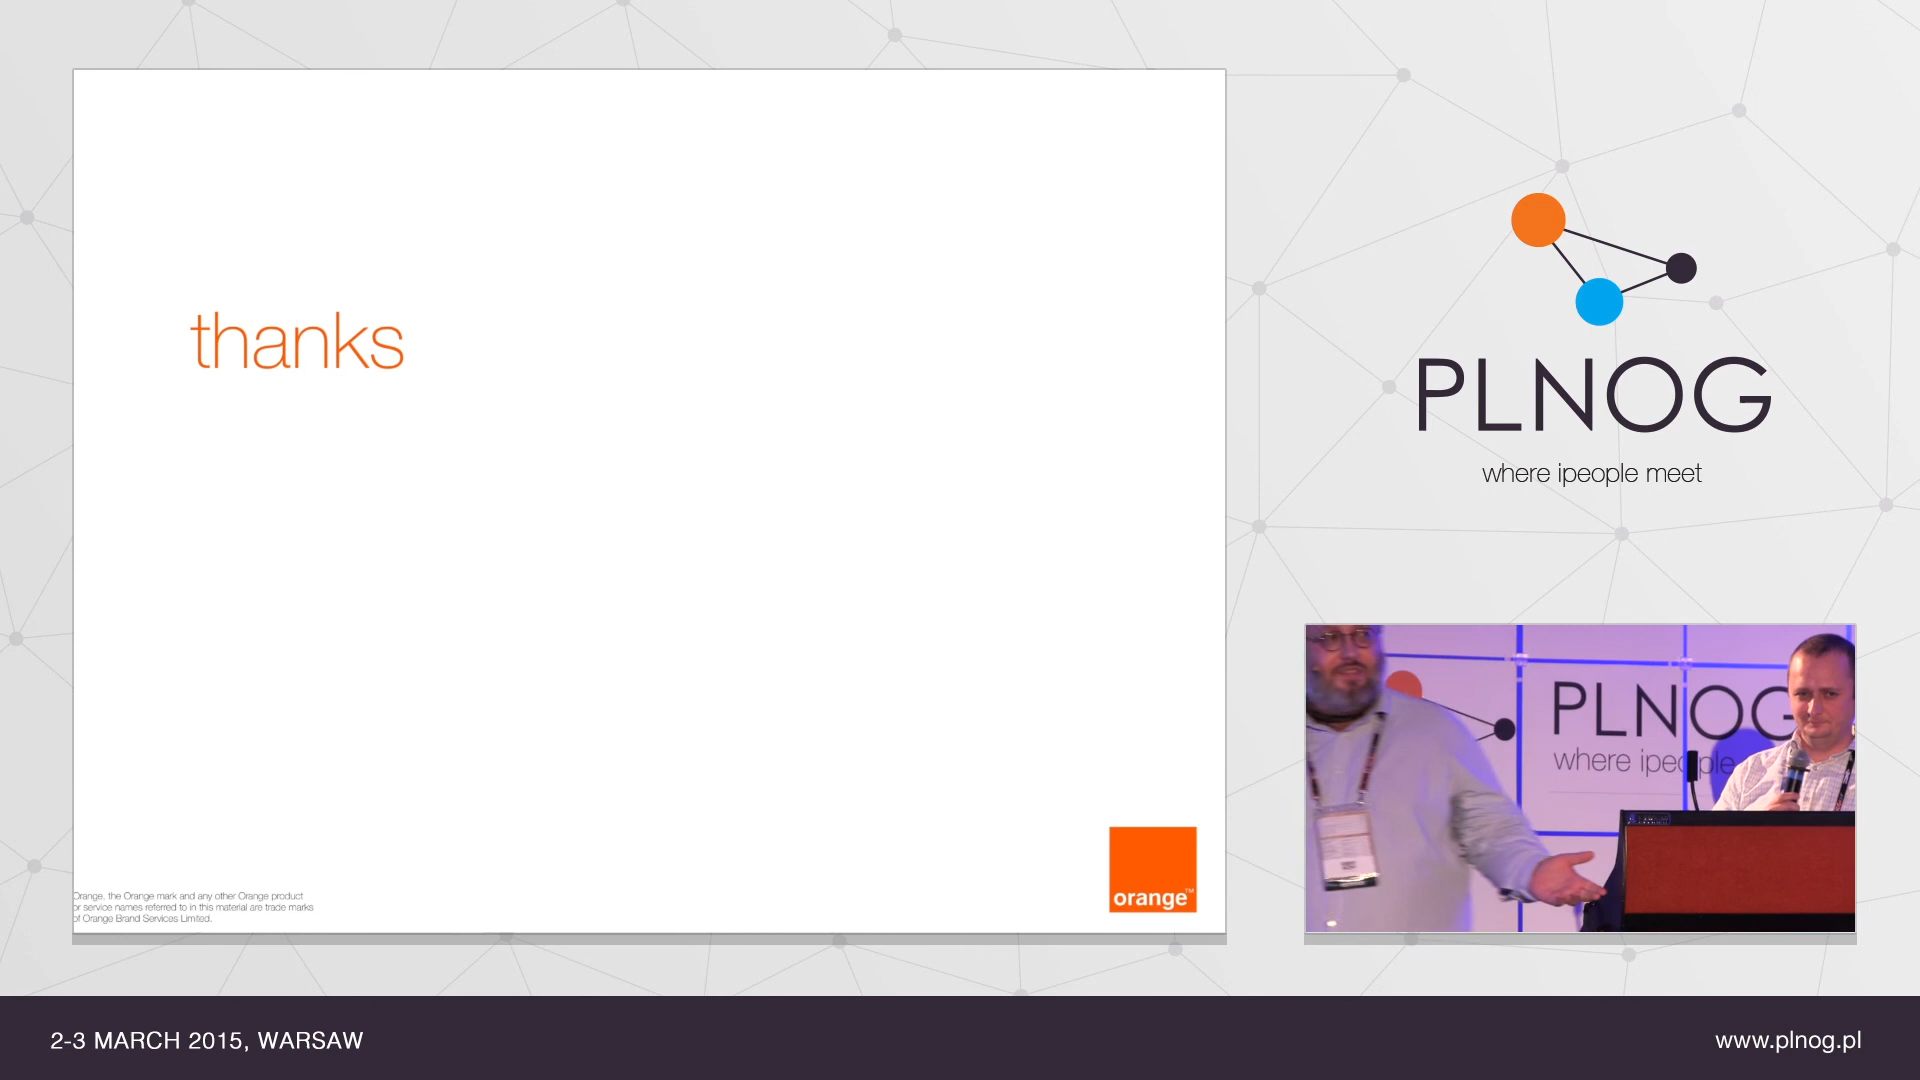 thanks
Orange, the Orange mark and any other Orange product
or service names referred to in this material are trade marks
of Orange Brand Services Limited.
orange™
PLNOG
where ipeople meet
PLNOG
where ipeople
2-3 MARCH 2015, WARSAW
www.plnog.pl